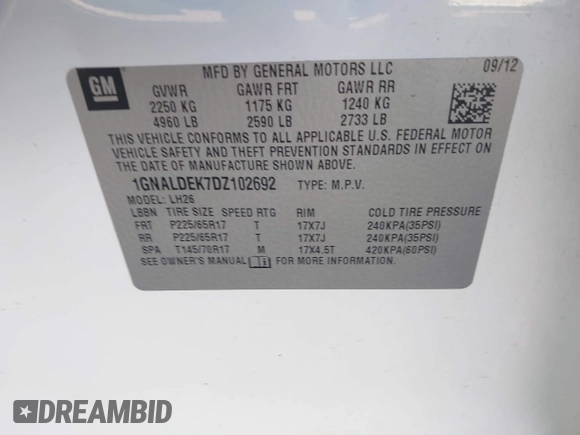 GM
MFD BY GENERAL MOTORS LLC 09/12
GVWR GAWR FRT GAWR RR
2250 KG 1175 KG 1240 KG
4960 LB 2590 LB 2733 LB
THIS VEHICLE CONFORMS TO ALL APPLICABLE U.S. FEDERAL MOTOR
VEHICLE SAFETY AND THEFT PREVENTION STANDARDS IN EFFECT ON
THE DATE OF MANUFACTURE SHOWN ABOVE.
1GNALDEK7DZ102692 TYPE: M.P.V.
MODEL: LH26
LBBN TIRE SIZE SPEED RTG RIM COLD TIRE PRESSURE
FRT P225/65R17 T 17X7J 240KPA(35PSI)
RR P225/65R17 T 17X7J 240KPA(35PSI)
SPA T145/70R17 M 17X4.5T 420KPA(60PSI)
SEE OWNER'S MANUAL FOR MORE INFORMATION
DREAMBID